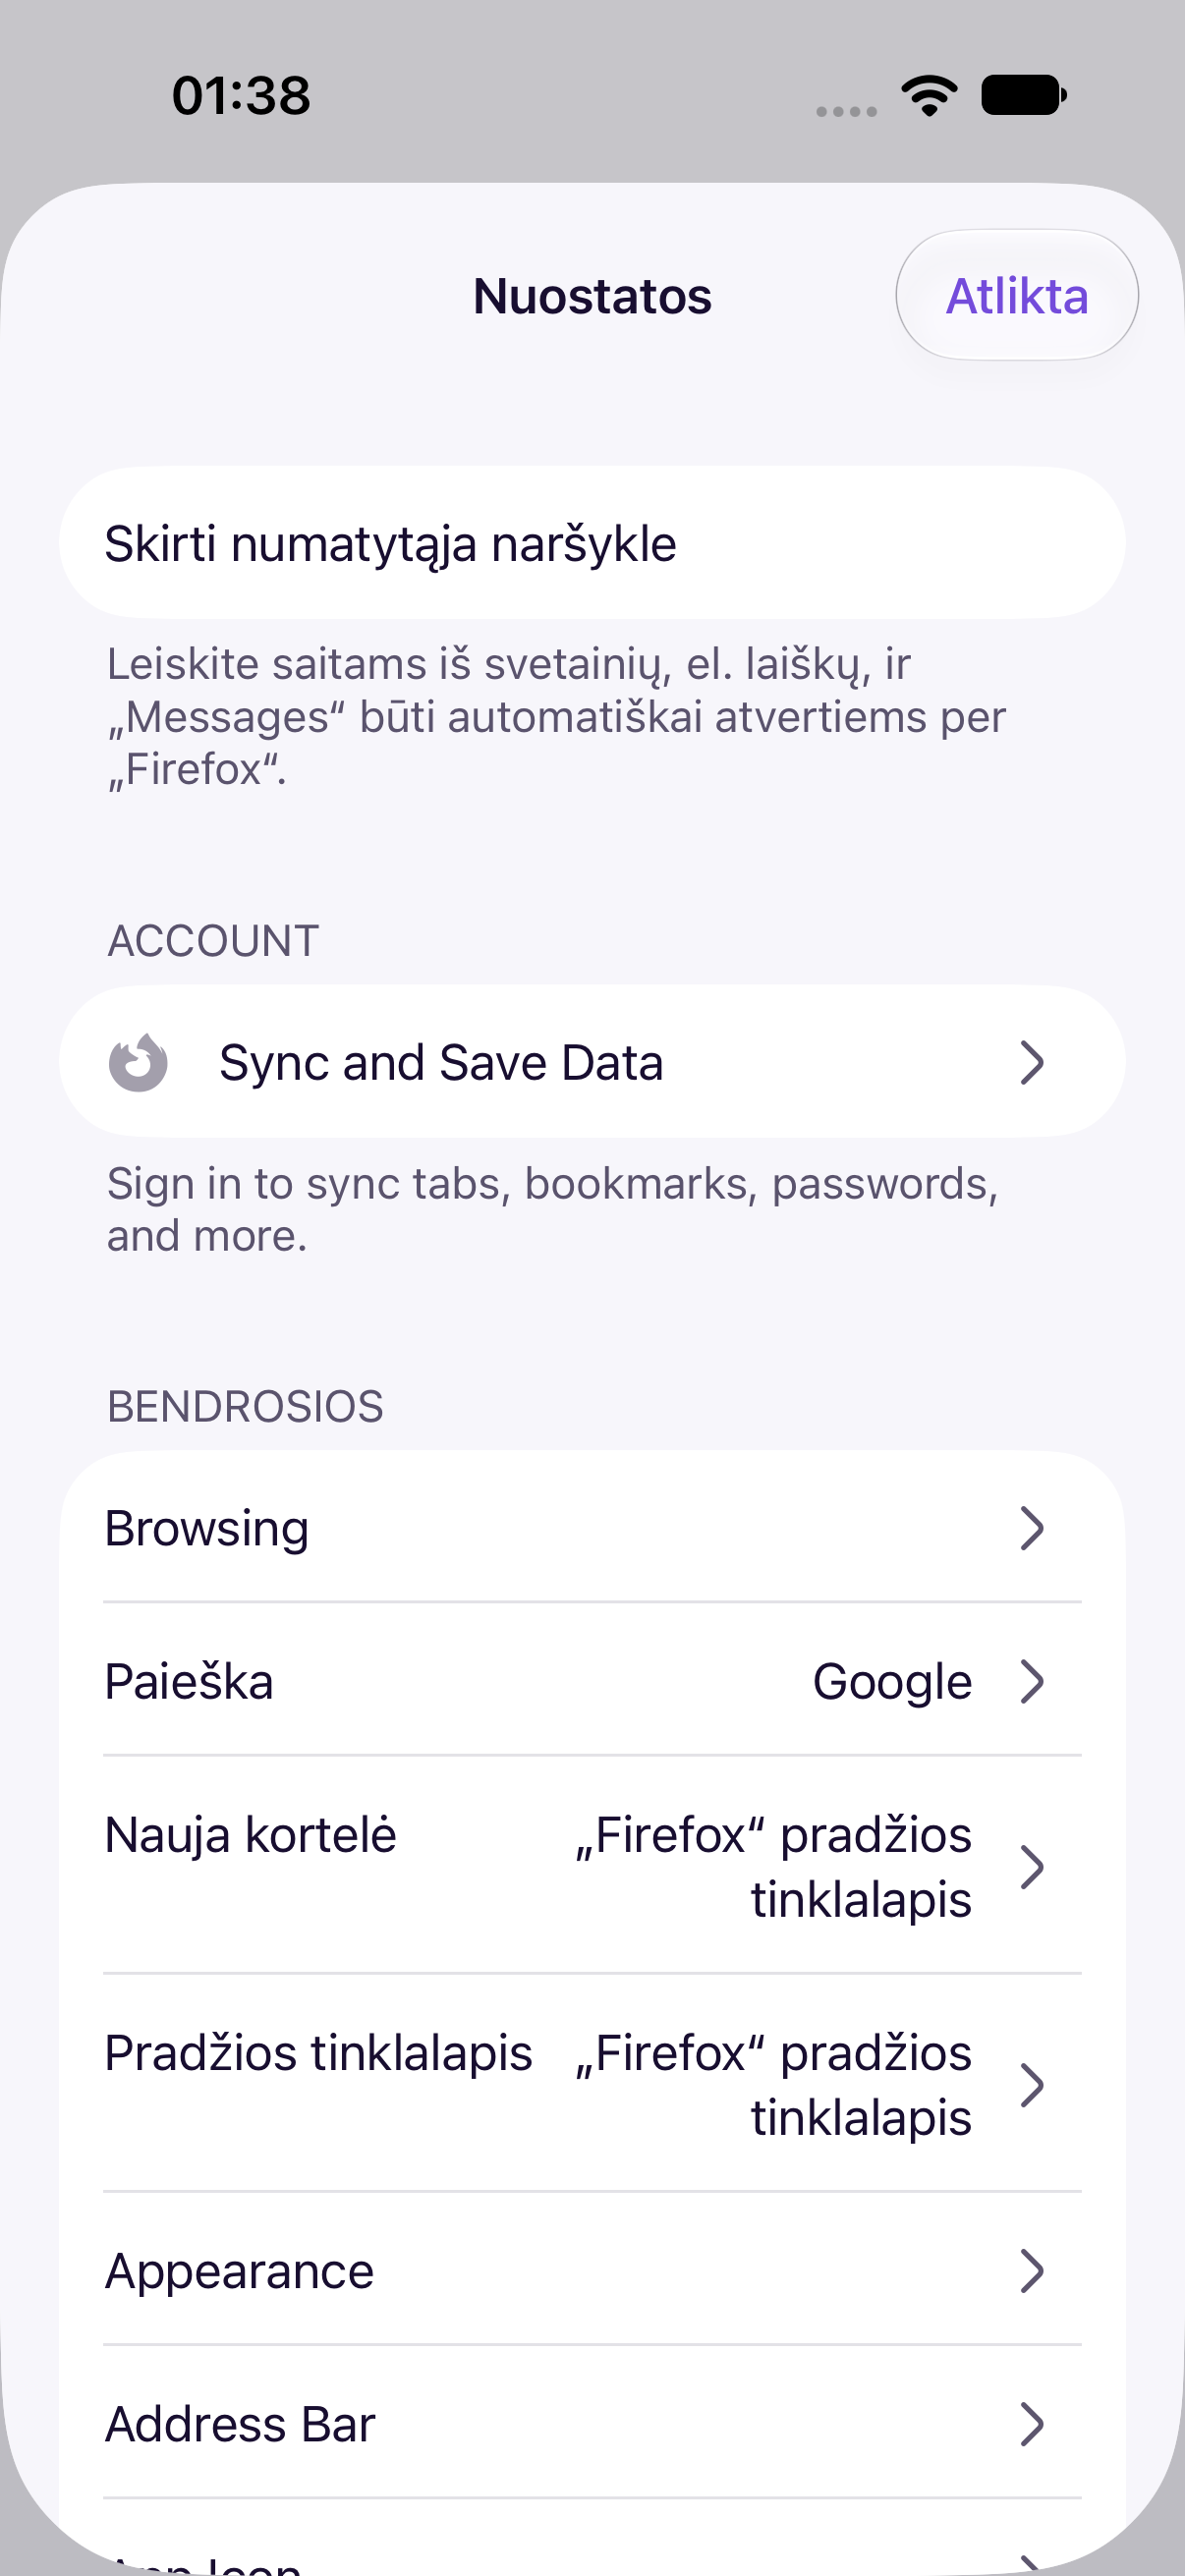 01:38
Nuostatos
Atlikta
Skirti numatytąja naršykle
Leiskite saitams iš svetainių, el. laiškų, ir
„Messages“ būti automatiškai atvertiems per
„Firefox“.
ACCOUNT
Sync and Save Data
Sign in to sync tabs, bookmarks, passwords,
and more.
BENDROSIOS
Browsing
Paieška
Google
Nauja kortelė
„Firefox“ pradžios
tinklalapis
Pradžios tinklalapis
„Firefox“ pradžios
tinklalapis
Appearance
Address Bar
App Icon